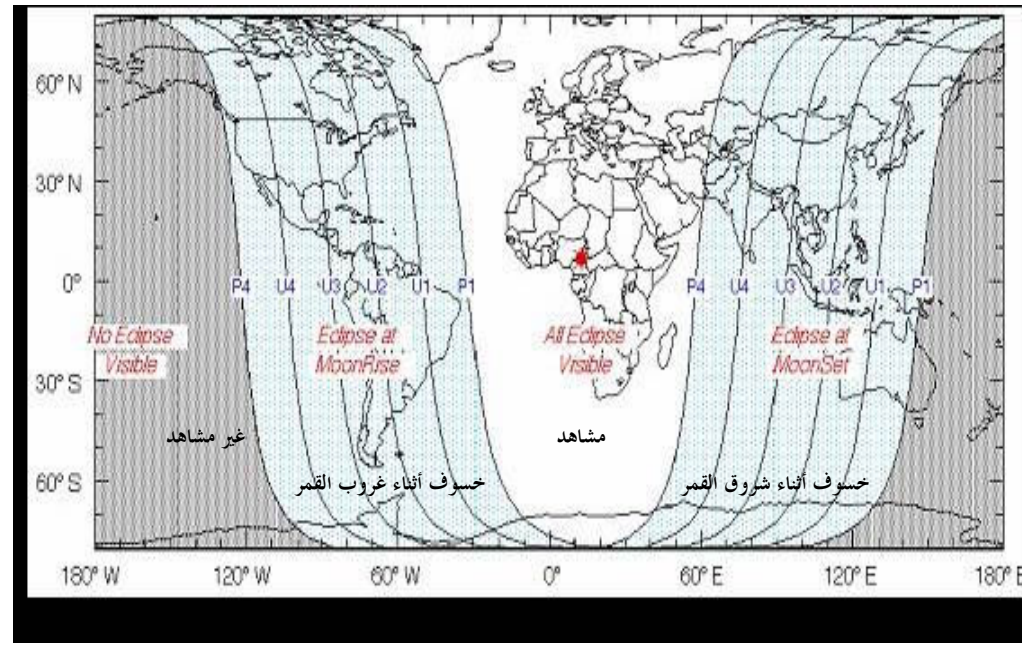 60° N
30° N
0°
30° S
60° S
P4 U4 U3 U2 U1 P1 P4 U4 U3 U2 U1 P1
No Eclipse
Visible
Eclipse at
MoonRise
All Eclipse
Visible
Eclipse at
MoonSet
غير مشاهد
مشاهد
خسوف أثناء غروب القمر
خسوف أثناء شروق القمر
180° W 120° W 60° W 0° 60° E 120° E 180° E